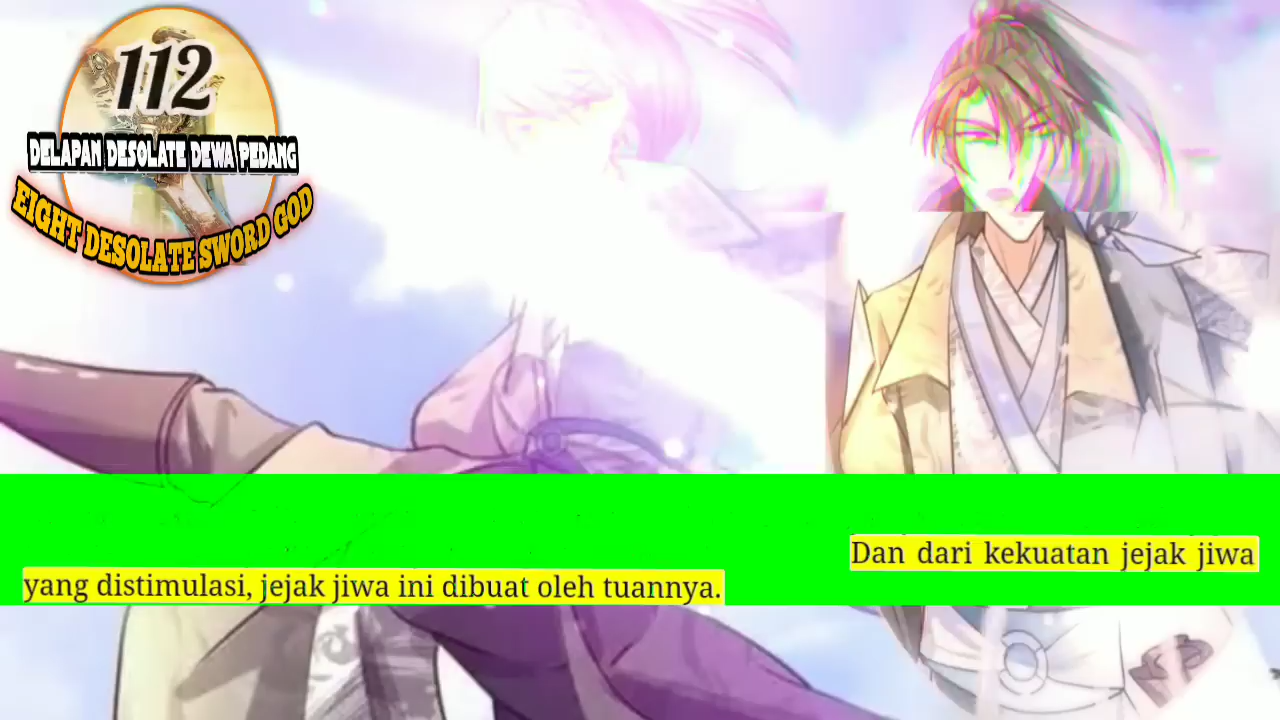 112
DELAPAN DESOLATE DEWA PEDANG
EIGHT DESOLATE SWORD GOD
Dan dari kekuatan jejak jiwa
yang distimulasi, jejak jiwa ini dibuat oleh tuannya.